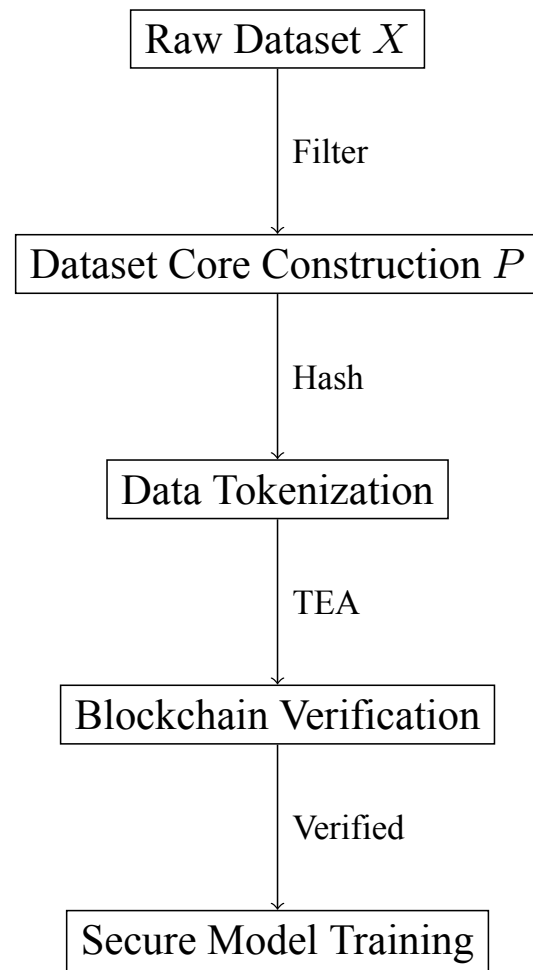 Raw Dataset X
Filter
Dataset Core Construction P
Hash
Data Tokenization
TEA
Blockchain Verification
Verified
Secure Model Training